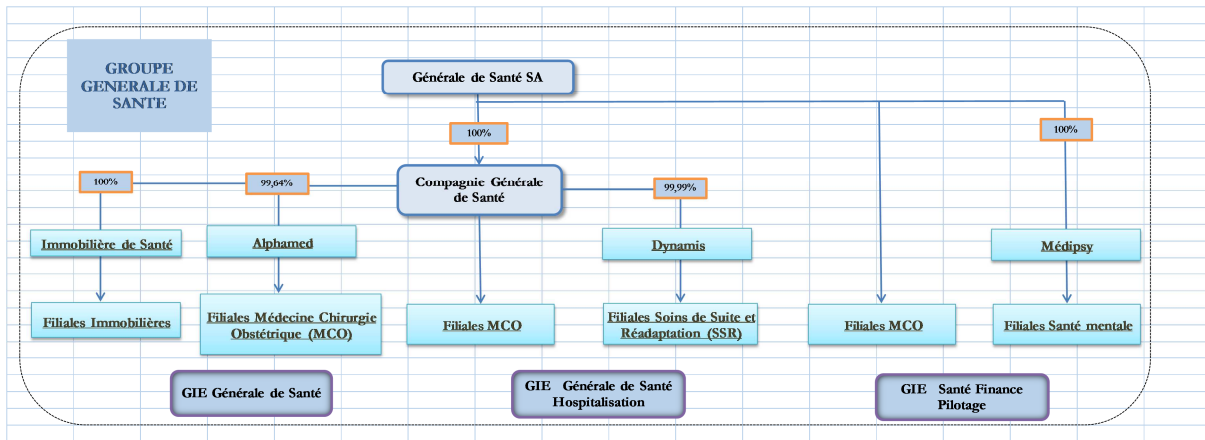 GROUPE
GENERALE DE
SANTE
Générale de Santé SA
100%
100%
Compagnie Générale
de Santé
100%
99,64%
99,99%
Immobilière de Santé
Alphamed
Dynamis
Médipsy
Filiales Immobilières
Filiales Médecine Chirurgie
Obstétrique (MCO)
Filiales MCO
Filiales Soins de Suite et
Réadaptation (SSR)
Filiales MCO
Filiales Santé mentale
GIE Générale de Santé
GIE Générale de Santé
Hospitalisation
GIE Santé Finance
Pilotage